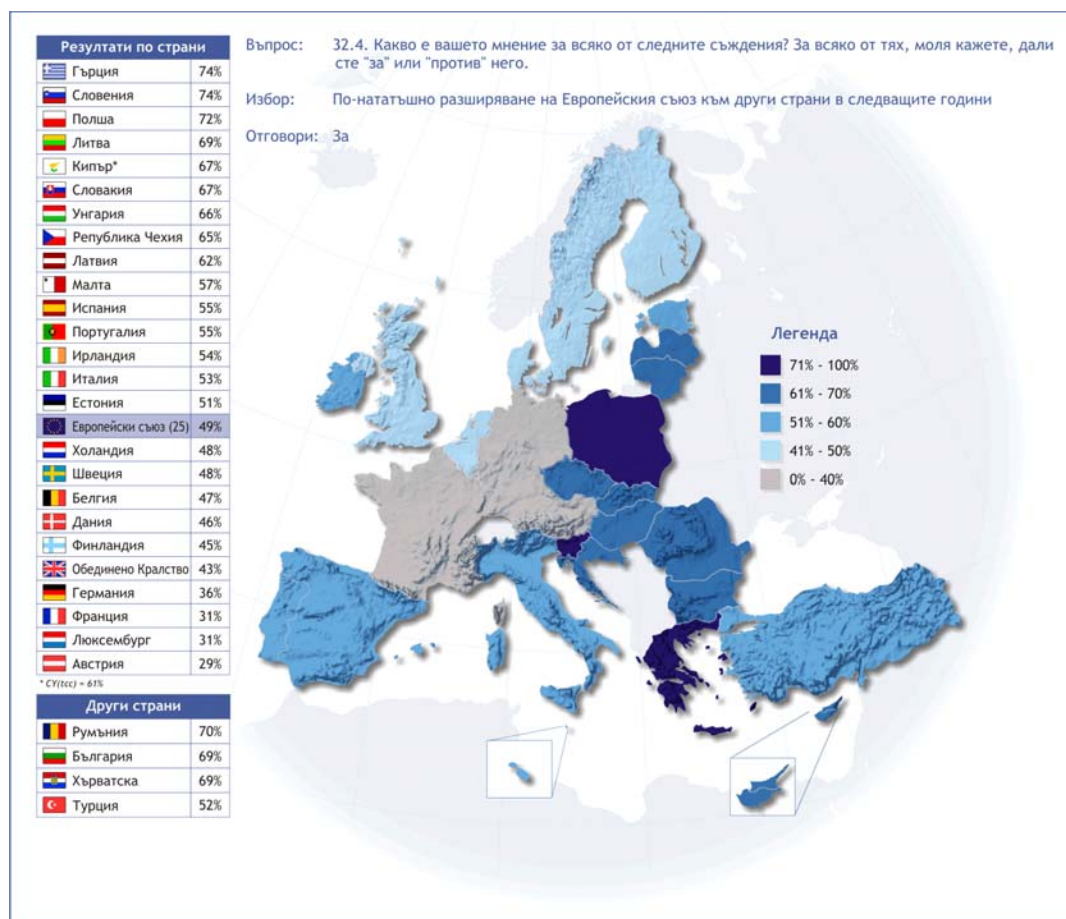 Резултати по страни
Гърция 74%
Словения 74%
Полша 72%
Литва 69%
Кипър* 67%
Словакия 67%
Унгария 66%
Република Чехия 65%
Латвия 62%
Малта 57%
Испания 55%
Португалия 55%
Ирландия 54%
Италия 53%
Естония 51%
Европейски съюз (25) 49%
Холандия 48%
Швеция 48%
Белгия 47%
Дания 46%
Финландия 45%
Обединено Кралство 43%
Германия 36%
Франция 31%
Люксембург 31%
Австрия 29%
* CY(tcc) = 61%
Други страни
Румъния 70%
България 69%
Хърватска 69%
Турция 52%
Въпрос: 32.4. Какво е вашето мнение за всяко от следните съждения? За всяко от тях, моля кажете, дали
сте "за" или "против" него.
Избор: По-нататъшно разширяване на Европейския съюз към други страни в следващите години
Отговори: За
Легенда
71% - 100%
61% - 70%
51% - 60%
41% - 50%
0% - 40%